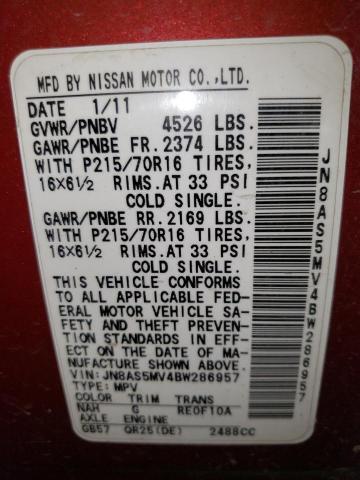 MFD BY NISSAN MOTOR CO.,LTD.
DATE 1/11
GVWR/PNBV 4526 LBS.
GAWR/PNBE FR. 2374 LBS.
WITH P215/70R16 TIRES,
16X6½ RIMS. AT 33 PSI
COLD SINGLE.
GAWR/PNBE RR. 2169 LBS.
WITH P215/70R16 TIRES,
16X6½ RIMS. AT 33 PSI
COLD SINGLE.
THIS VEHICLE CONFORMS
TO ALL APPLICABLE FED-
ERAL MOTOR VEHICLE SA-
FETY AND THEFT PREVEN-
TION STANDARDS IN EFF-
ECT ON THE DATE OF MA-
NUFACTURE SHOWN ABOVE.
VIN:JN8AS5MV4BW286957
TYPE: MPV
COLOR TRIM TRANS
NAH G RE0F10A
AXLE ENGINE
GB57 QR25(DE) 2488CC
JN8AS5MV4BW286957